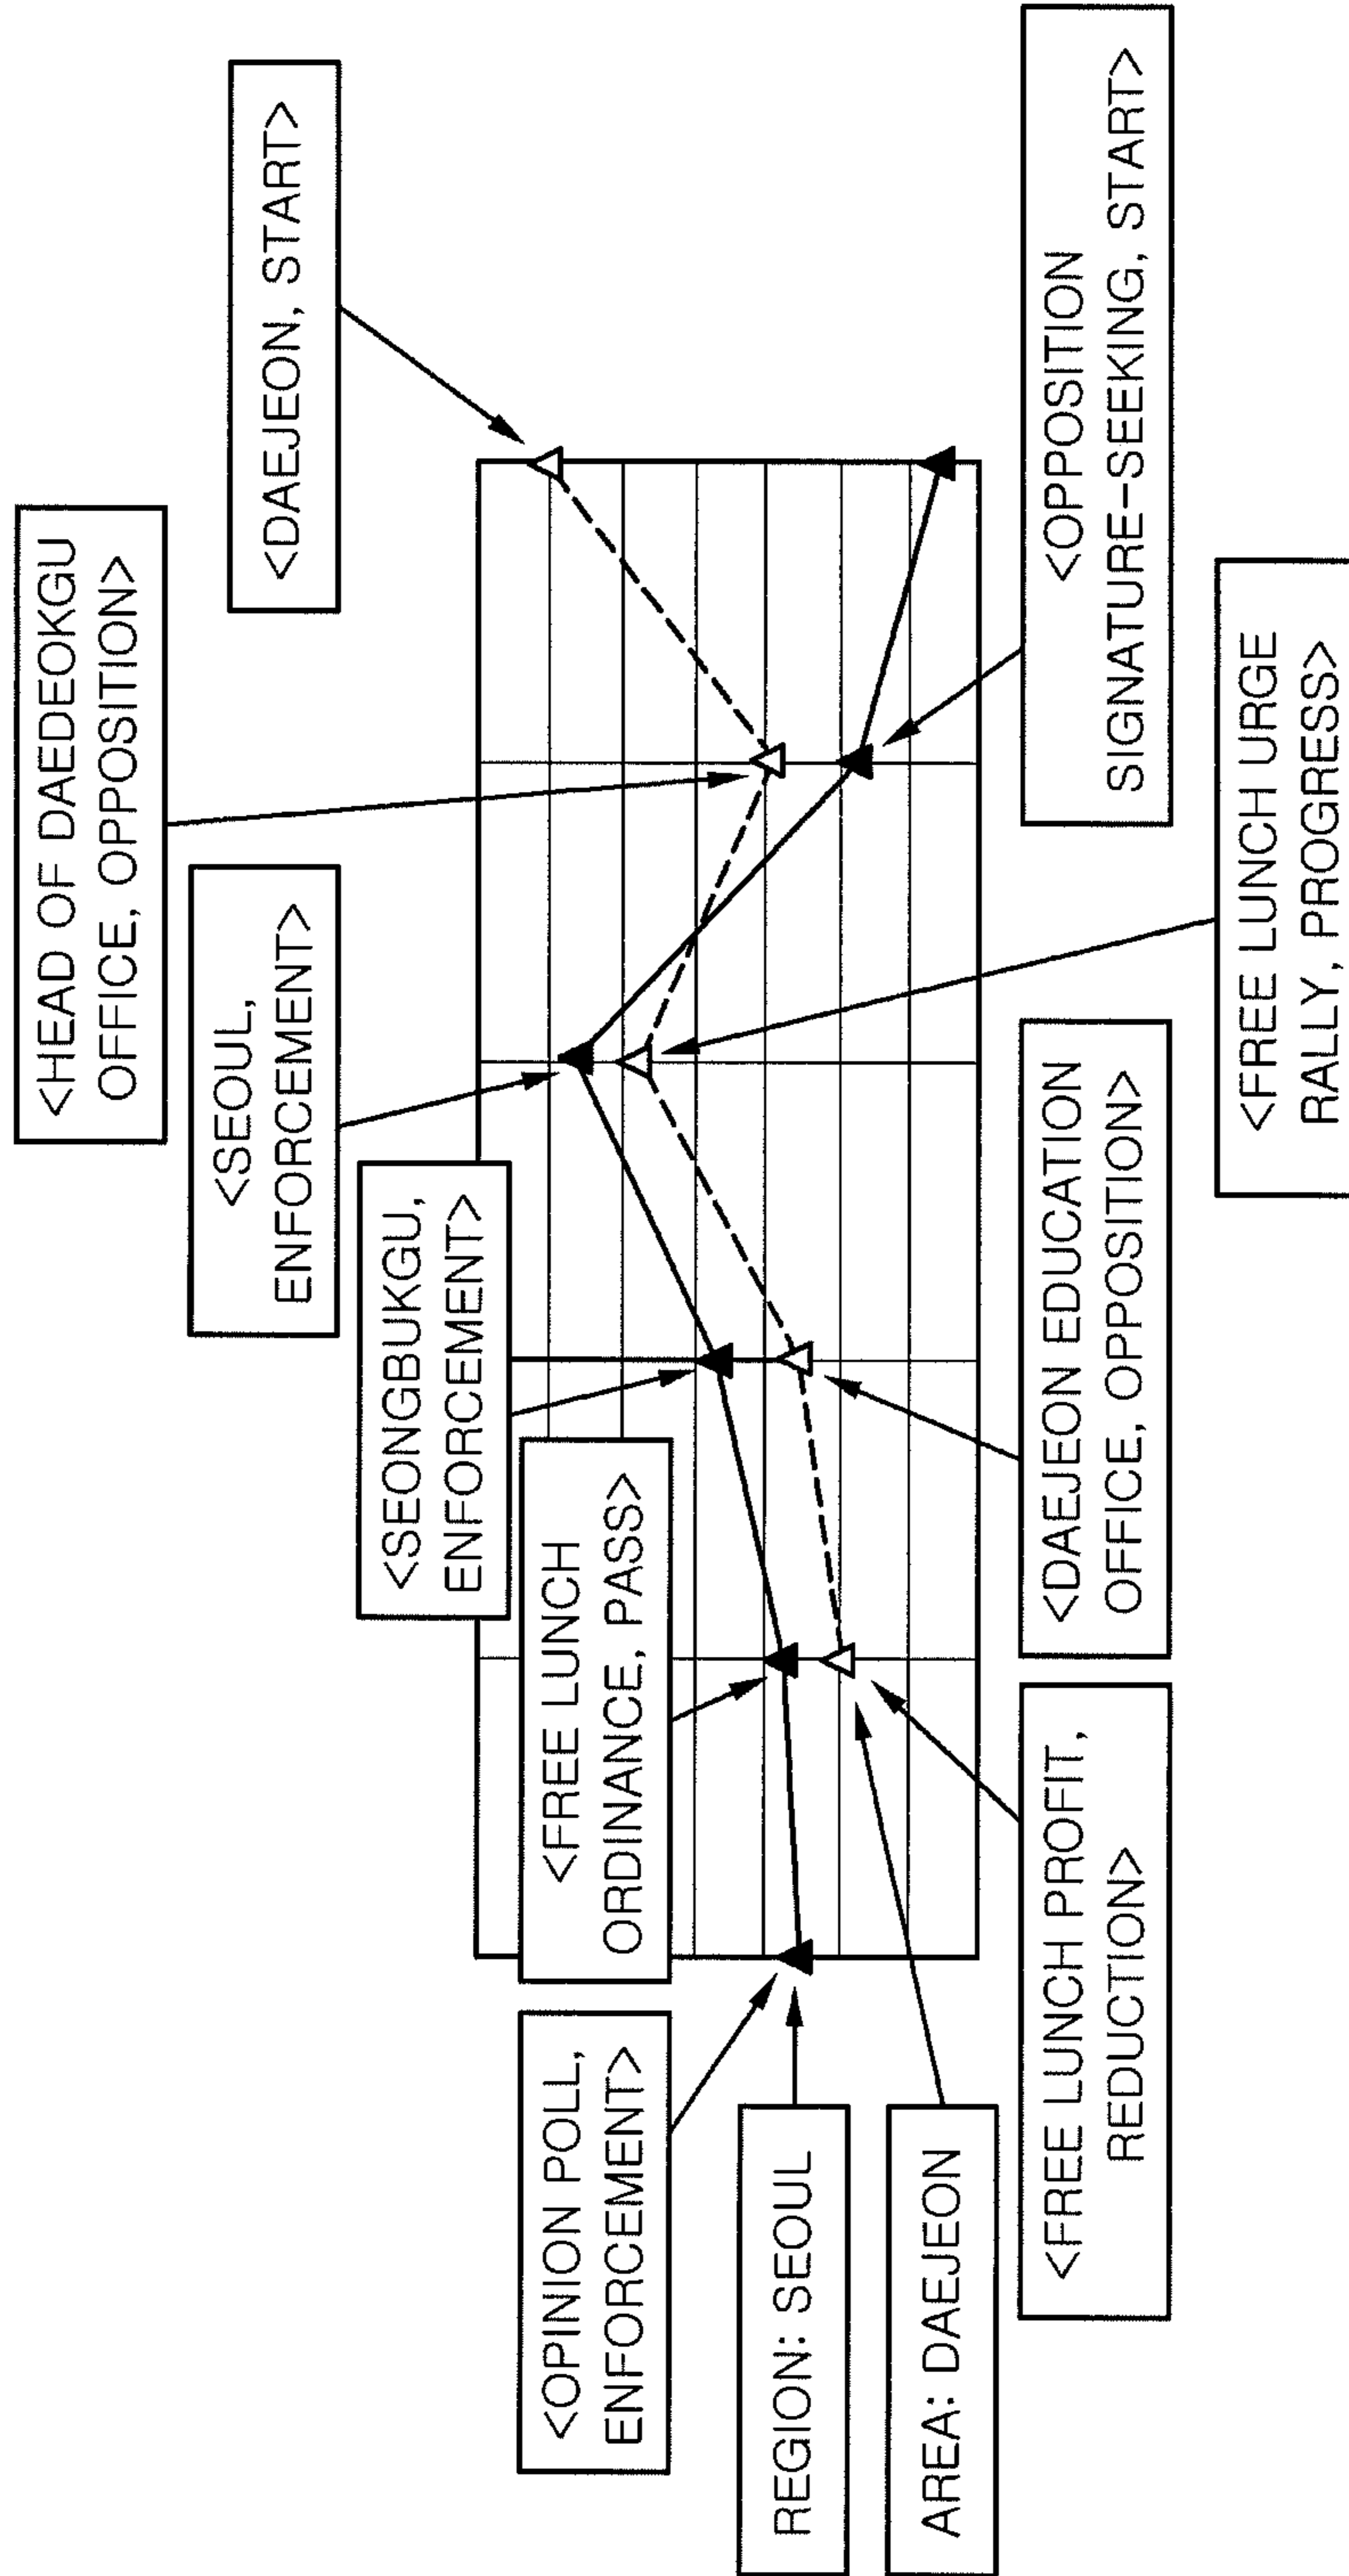 <HEAD OF DAEDEOKGU
OFFICE, OPPOSITION>
<SEOUL,
ENFORCEMENT>
<DAEJEON, START>
<SEONGBUKGU,
ENFORCEMENT>
<FREE LUNCH
ORDINANCE, PASS>
<OPINION POLL,
ENFORCEMENT>
REGION: SEOUL
AREA: DAEJEON
<FREE LUNCH PROFIT,
REDUCTION>
<DAEJEON EDUCATION
OFFICE, OPPOSITION>
<OPPOSITION
SIGNATURE-SEEKING, START>
<FREE LUNCH URGE
RALLY, PROGRESS>